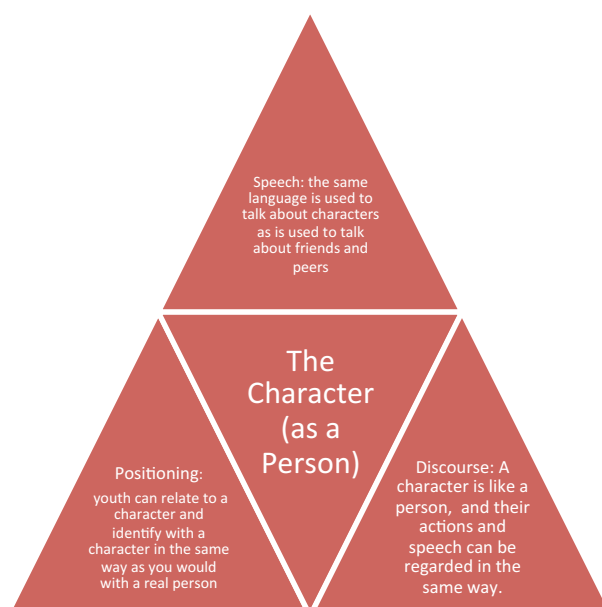 Speech: the same
language is used to
talk about characters
as is used to talk
about friends and
peers
The
Character
(as a
Person)
Positioning:
youth can relate to a
character and
identify with a
character in the same
way as you would
with a real person
Discourse: A
character is like a
person, and their
actions and
speech can be
regarded in the
same way.